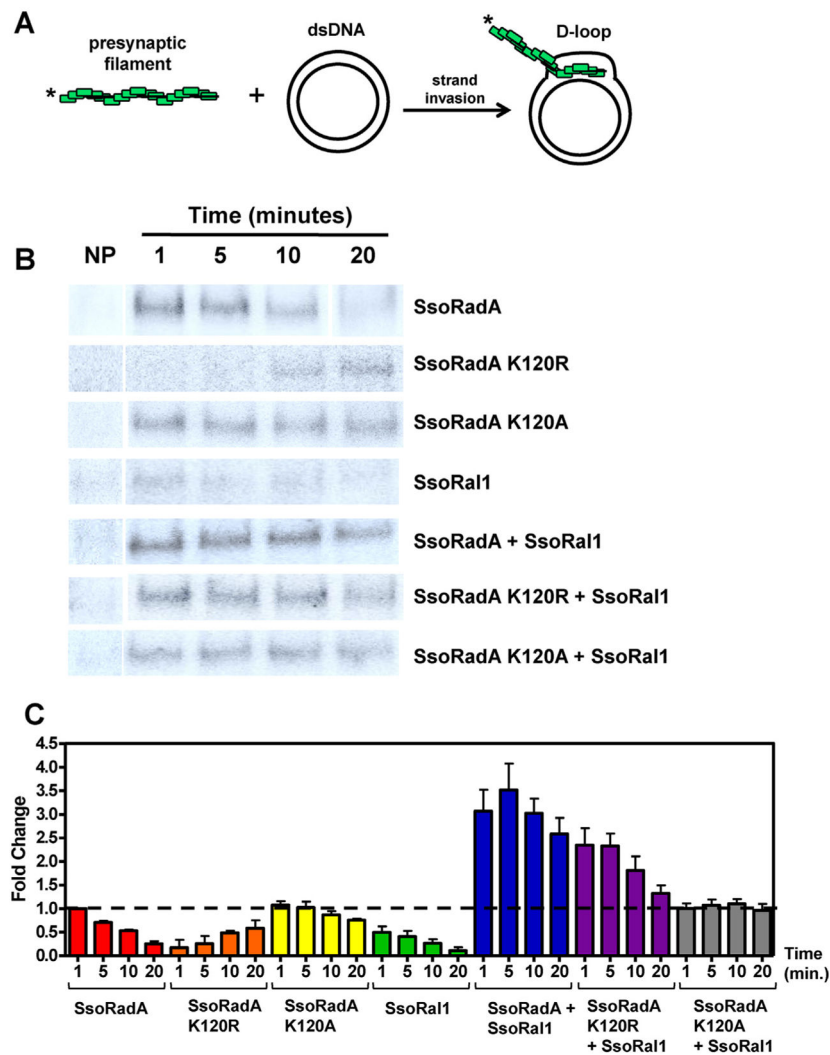 A
presynaptic
filament
dsDNA
D-loop
*
+
strand
invasion
*
B
Time (minutes)
NP 1 5 10 20
SsoRadA
SsoRadA K120R
SsoRadA K120A
SsoRal1
SsoRadA + SsoRal1
SsoRadA K120R + SsoRal1
SsoRadA K120A + SsoRal1
C
Fold Change
4.5
4.0
3.5
3.0
2.5
2.0
1.5
1.0
0.5
0.0
1 5 10 20 1 5 10 20 1 5 10 20 1 5 10 20 1 5 10 20 1 5 10 20 1 5 10 20
Time
(min.)
SsoRadA
SsoRadA
K120R
SsoRadA
K120A
SsoRal1
SsoRadA +
SsoRal1
SsoRadA
K120R
+ SsoRal1
SsoRadA
K120A
+ SsoRal1